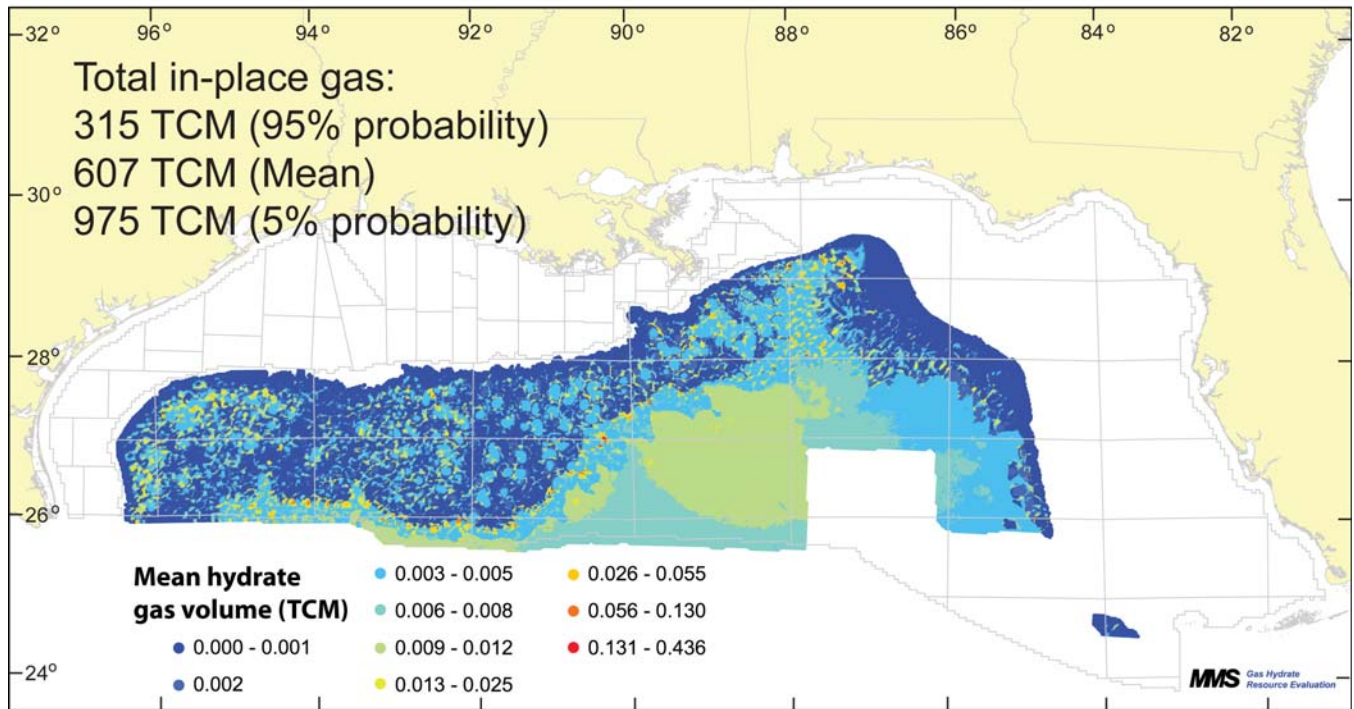 96° 94° 92° 90° 88° 86° 84° 82°
32°
30°
28°
26°
24°
Total in-place gas:
315 TCM (95% probability)
607 TCM (Mean)
975 TCM (5% probability)
Mean hydrate
gas volume (TCM)
0.000 - 0.001
0.002
0.003 - 0.005
0.006 - 0.008
0.009 - 0.012
0.013 - 0.025
0.026 - 0.055
0.056 - 0.130
0.131 - 0.436
MMS
Gas Hydrate
Resource Evaluation